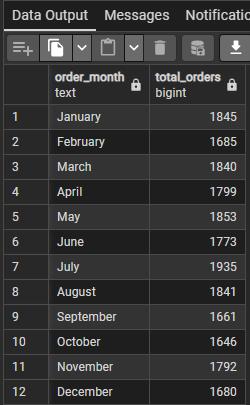 Data Output Messages Notificatio
order_month total_orders
text bigint
1 January 1845
2 February 1685
3 March 1840
4 April 1799
5 May 1853
6 June 1773
7 July 1935
8 August 1841
9 September 1661
10 October 1646
11 November 1792
12 December 1680